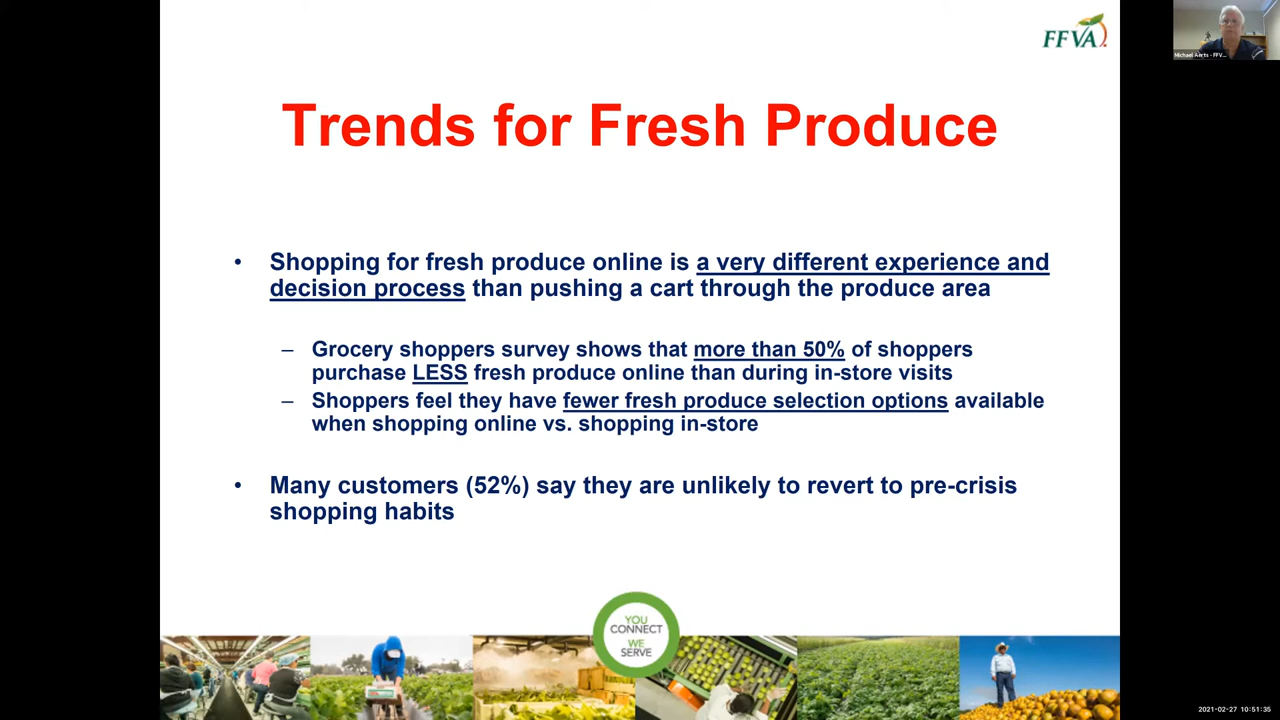 FFVA
Michael Aerts - FFV...
Trends for Fresh Produce
• Shopping for fresh produce online is a very different experience and
decision process than pushing a cart through the produce area
– Grocery shoppers survey shows that more than 50% of shoppers
purchase LESS fresh produce online than during in-store visits
– Shoppers feel they have fewer fresh produce selection options available
when shopping online vs. shopping in-store
• Many customers (52%) say they are unlikely to revert to pre-crisis
shopping habits
YOU
CONNECT
WE
SERVE
2021-02-27 10:51:35